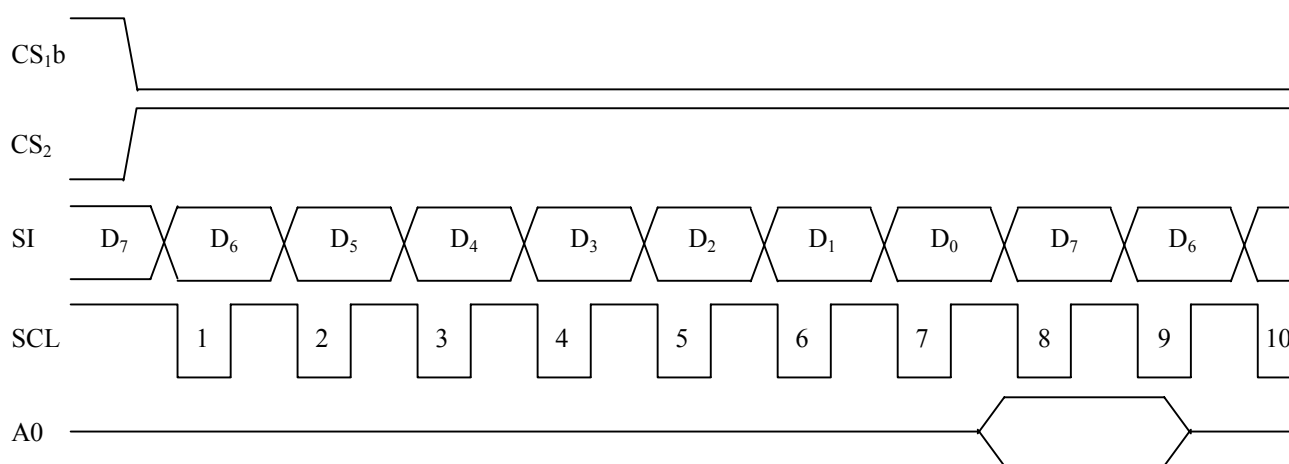 CS₁b
CS₂
SI D₇ D₆ D₅ D₄ D₃ D₂ D₁ D₀ D₇ D₆
SCL 1 2 3 4 5 6 7 8 9 10
A0